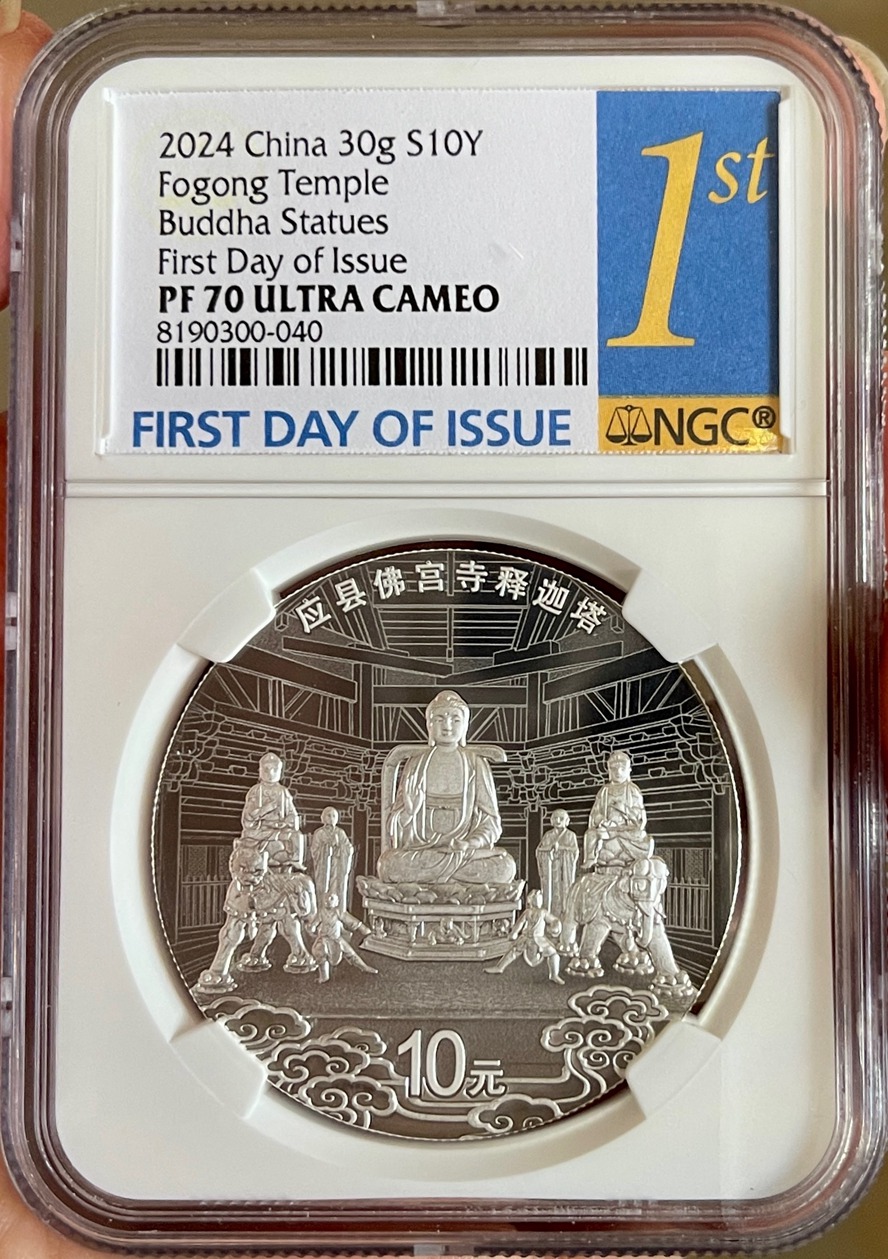 2024 China 30g S10Y
Fogong Temple
Buddha Statues
First Day of Issue
PF 70 ULTRA CAMEO
8190300-040
FIRST DAY OF ISSUE
1st
NGC®
应县佛宫寺释迦塔
10元